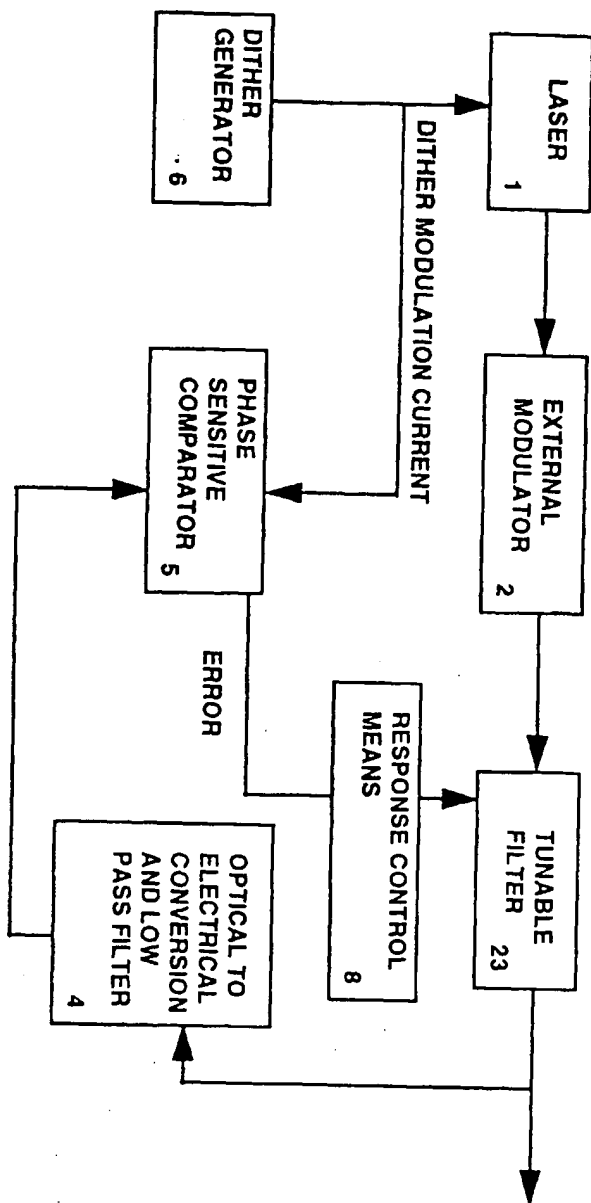 LASER
1
EXTERNAL
MODULATOR
2
TUNABLE
FILTER
23
DITHER MODULATION CURRENT
RESPONSE CONTROL
MEANS
8
DITHER
GENERATOR
6
PHASE
SENSITIVE
COMPARATOR
5
ERROR
OPTICAL TO
ELECTRICAL
CONVERSION
AND LOW
PASS FILTER
4